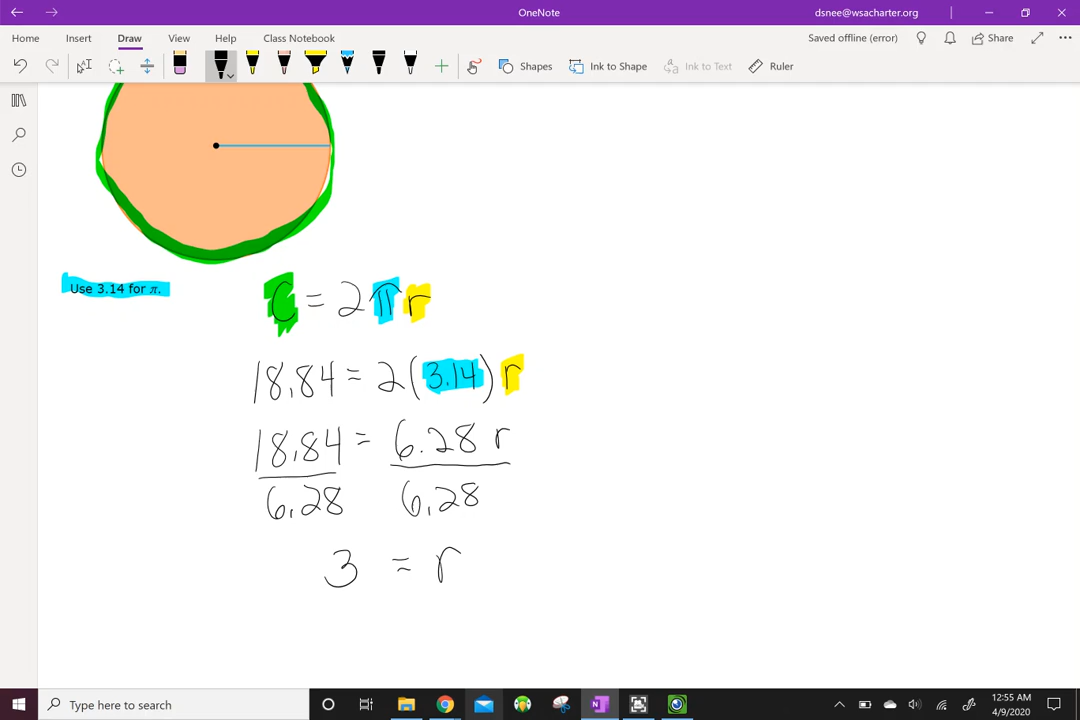 OneNote
dsnee@wsacharter.org
Home Insert Draw View Help Class Notebook
Saved offline (error) Share
Shapes Ink to Shape Ink to Text Ruler
Use 3.14 for π.
C = 2πr
18.84 = 2(3.14)r
18.84 = 6.28 r
6.28 6.28
3 = r
Type here to search
12:55 AM
4/9/2020